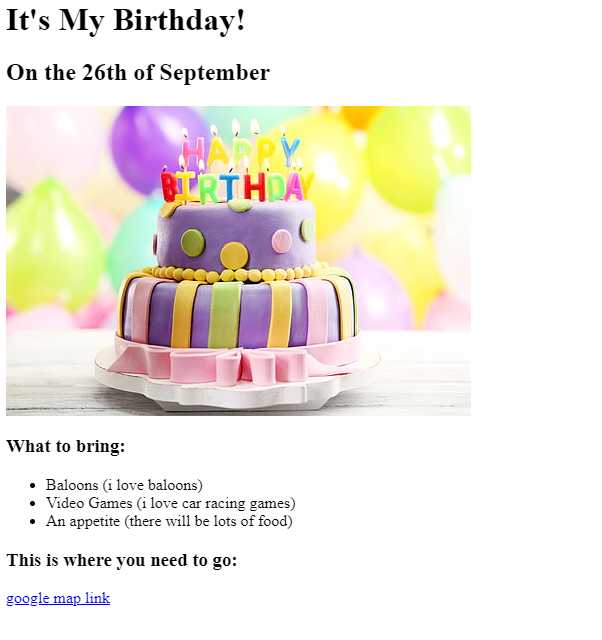 It's My Birthday!
On the 26th of September
HAPPY
BIRTHDAY
What to bring:
Baloons (i love baloons)
Video Games (i love car racing games)
An appetite (there will be lots of food)
This is where you need to go:
google map link